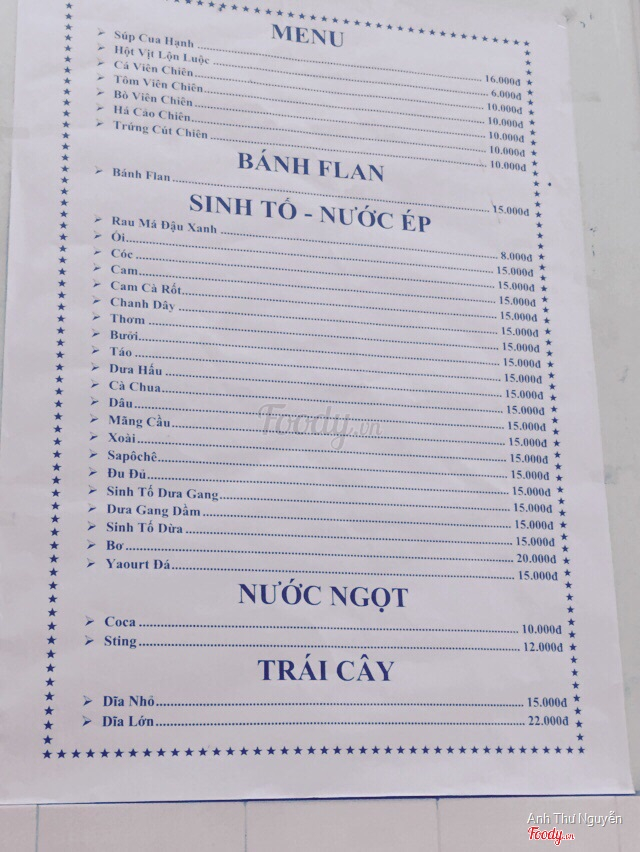 MENU
Súp Cua Hạnh 16.000đ
Hột Vịt Lộn Luộc 6.000đ
Cá Viên Chiên 10.000đ
Tôm Viên Chiên 10.000đ
Bò Viên Chiên 10.000đ
Há Cảo Chiên 10.000đ
Trứng Cút Chiên 10.000đ
BÁNH FLAN
Bánh Flan 15.000đ
SINH TỐ - NƯỚC ÉP
Rau Má Đậu Xanh 8.000đ
Ổi 15.000đ
Cóc 15.000đ
Cam 15.000đ
Cam Cà Rốt 15.000đ
Chanh Dây 15.000đ
Thơm 15.000đ
Bưởi 15.000đ
Táo 15.000đ
Dưa Hấu 15.000đ
Cà Chua 15.000đ
Dâu 15.000đ
Mãng Cầu 15.000đ
Xoài 15.000đ
Sapôchê 15.000đ
Đu Đủ 15.000đ
Sinh Tố Dưa Gang 15.000đ
Dưa Gang Dầm 15.000đ
Sinh Tố Dừa 15.000đ
Bơ 20.000đ
Yaourt Đá 15.000đ
NƯỚC NGỌT
Coca 10.000đ
Sting 12.000đ
TRÁI CÂY
Dĩa Nhỏ 15.000đ
Dĩa Lớn 22.000đ
Foody.vn
Anh Thư Nguyễn
Foody.vn